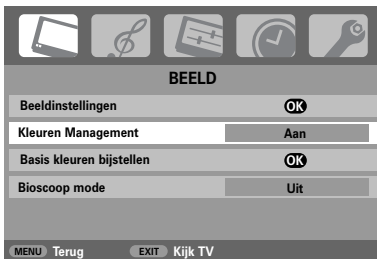 BEELD
Beeldinstellingen OK
Kleuren Management Aan
Basis kleuren bijstellen OK
Bioscoop mode Uit
MENU Terug EXIT Kijk TV